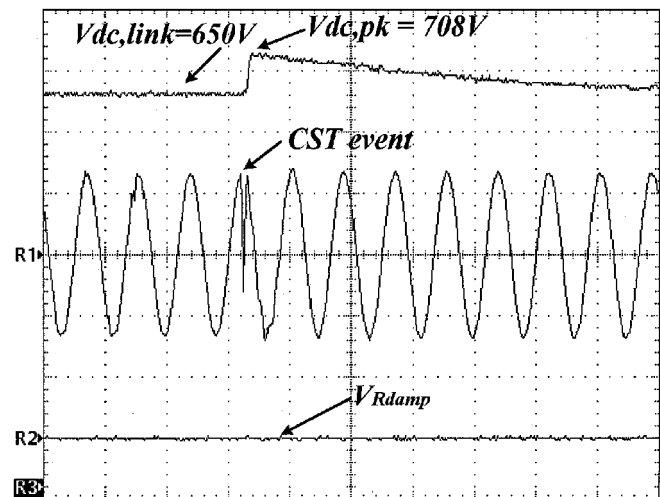 Vdc,link=650V
Vdc,pk = 708V
CST event
R1
VRdamp
R2
R3